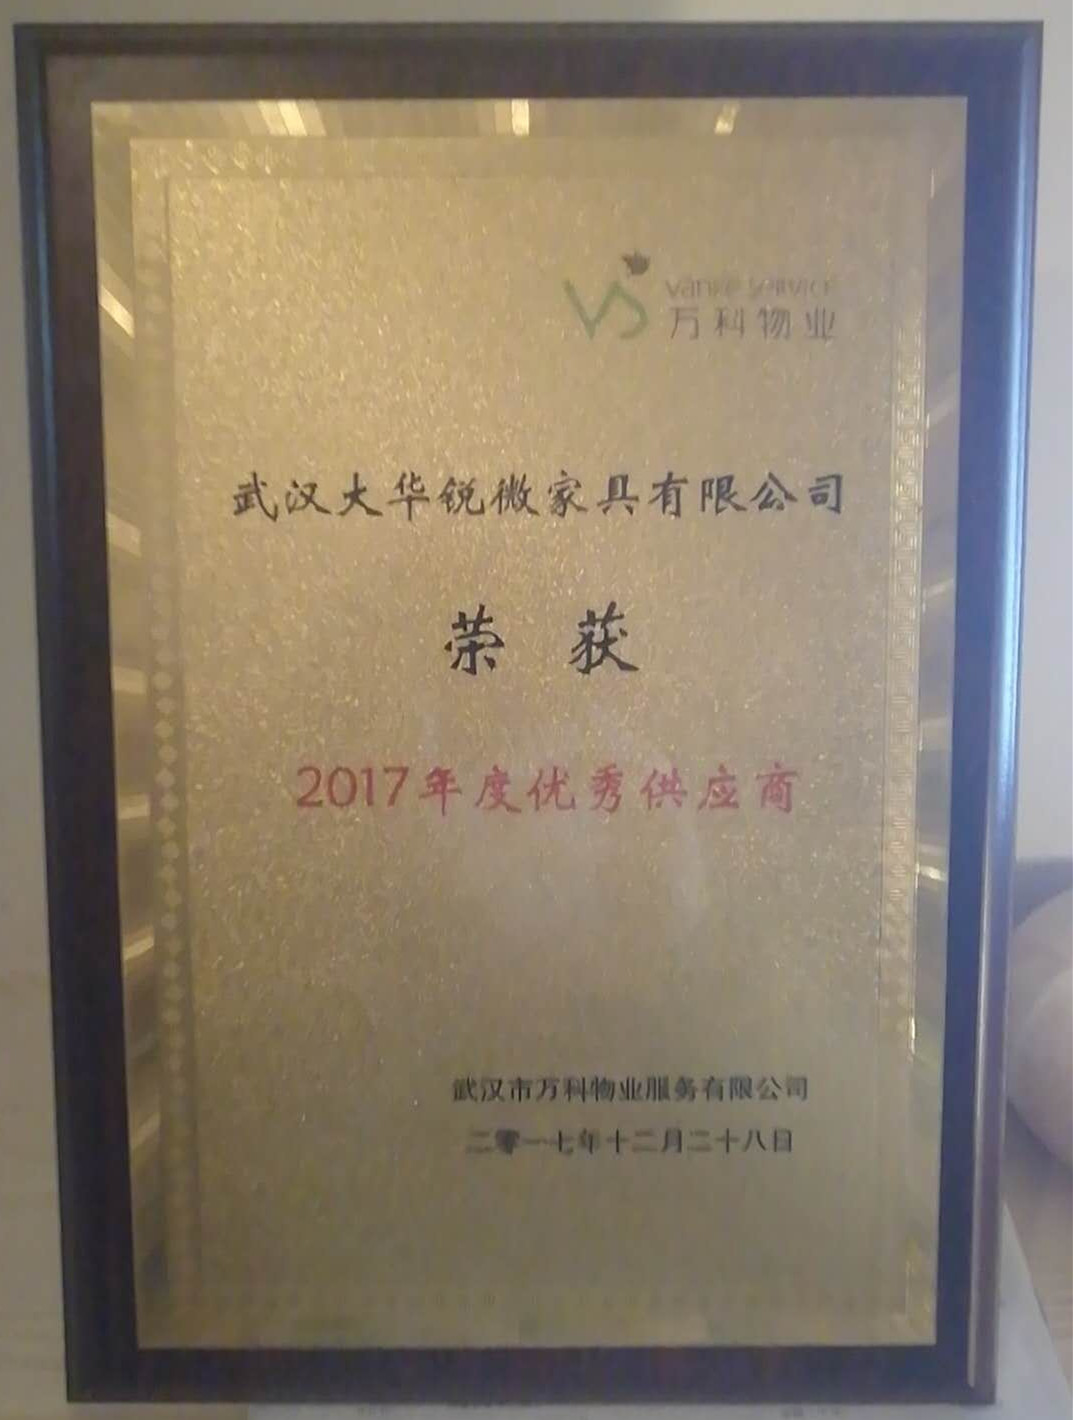 vanke service
万科物业
武汉大华锐微家具有限公司
荣获
2017年度优秀供应商
武汉市万科物业服务有限公司
二零一七年十二月二十八日